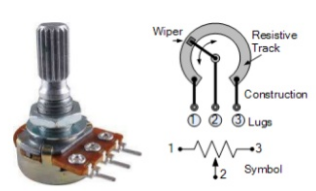 Wiper
Resistive
Track
Construction
1 2 3 Lugs
1 3
2
Symbol